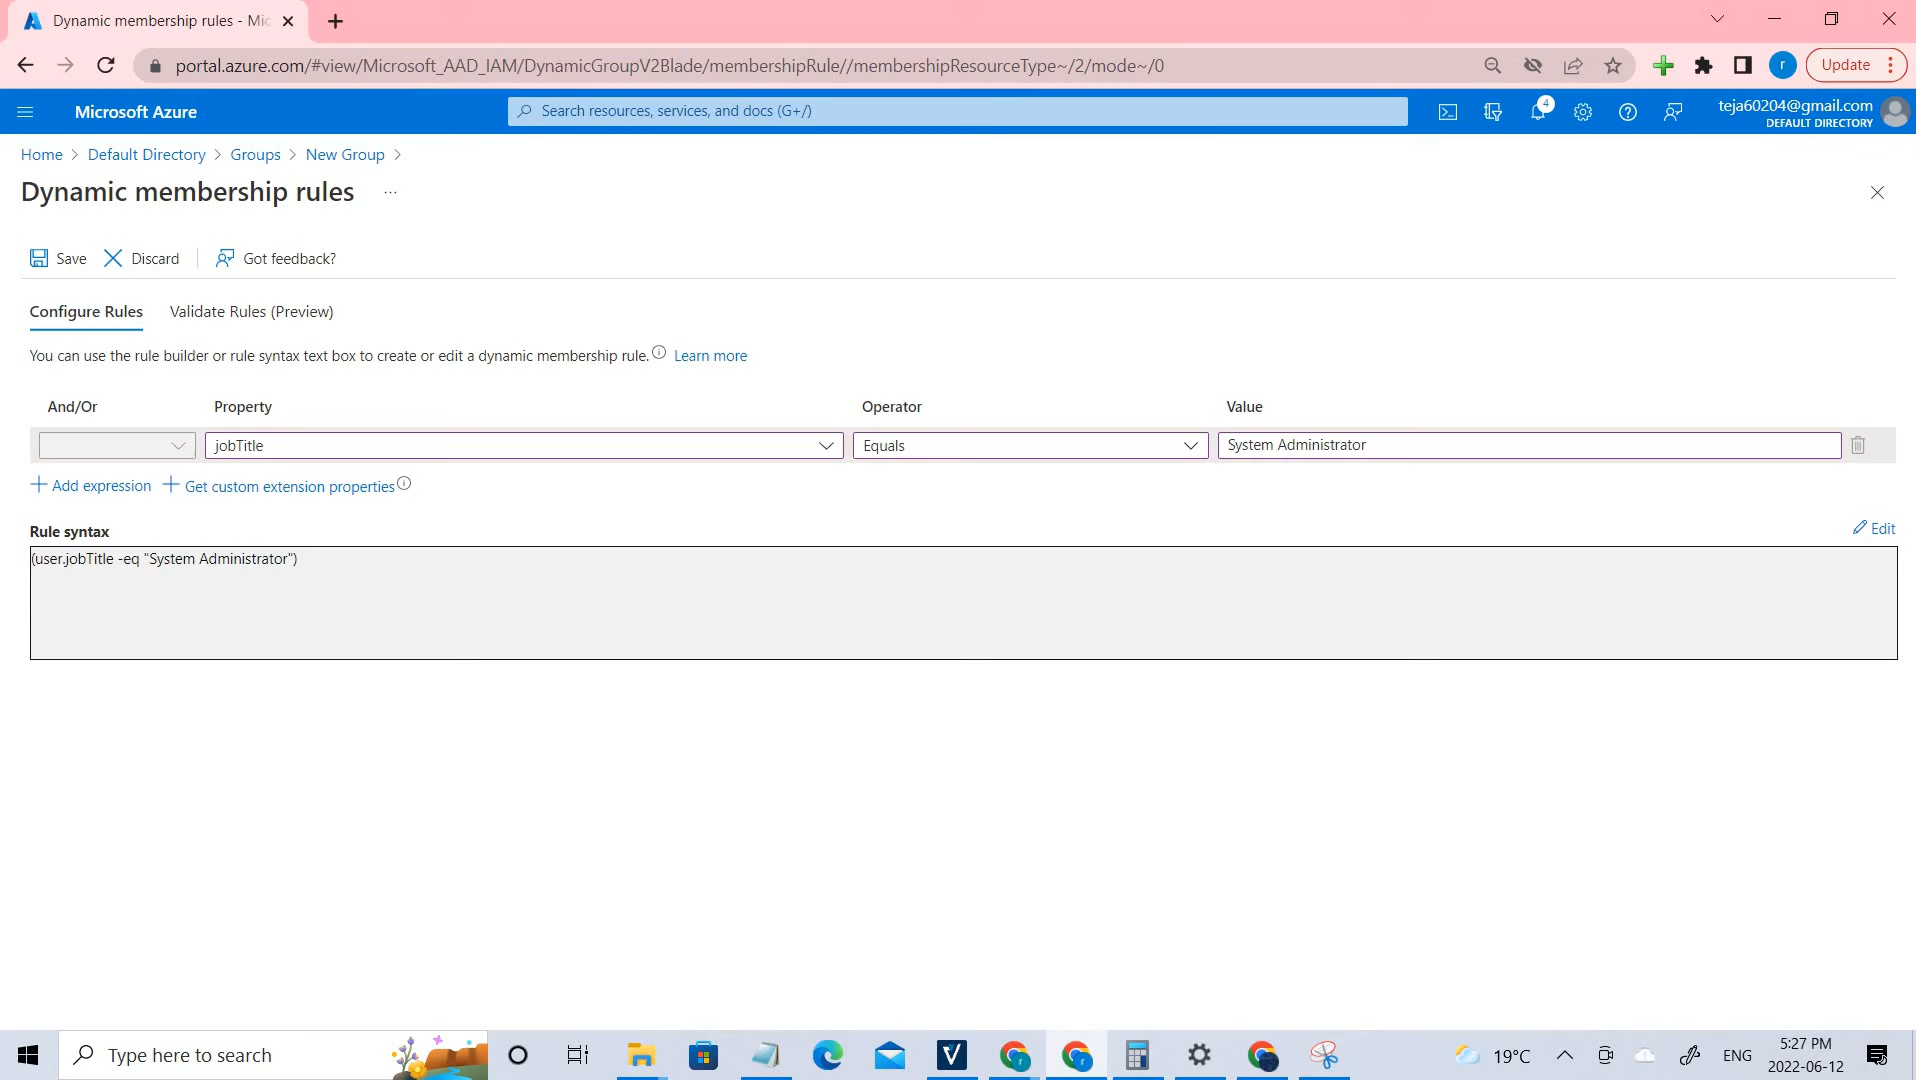 Dynamic membership rules - Mic
portal.azure.com/#view/Microsoft_AAD_IAM/DynamicGroupV2Blade/membershipRule//membershipResourceType~/2/mode~/0
r
Update
Microsoft Azure
Search resources, services, and docs (G+/)
4
teja60204@gmail.com
DEFAULT DIRECTORY
Home > Default Directory > Groups > New Group >
Dynamic membership rules ...
Save Discard Got feedback?
Configure Rules Validate Rules (Preview)
You can use the rule builder or rule syntax text box to create or edit a dynamic membership rule. Learn more
And/Or Property Operator Value
jobTitle Equals System Administrator
+ Add expression + Get custom extension properties
Rule syntax
Edit
(user.jobTitle -eq "System Administrator")
Type here to search
19°C
ENG
5:27 PM
2022-06-12